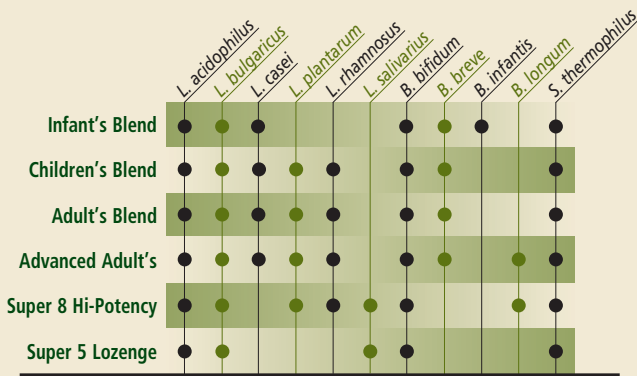 L. acidophilus
L. bulgaricus
L. casei
L. plantarum
L. rhamnosus
L. salivarius
B. bifidum
B. breve
B. infantis
B. longum
S. thermophilus
Infant's Blend
Children's Blend
Adult's Blend
Advanced Adult's
Super 8 Hi-Potency
Super 5 Lozenge